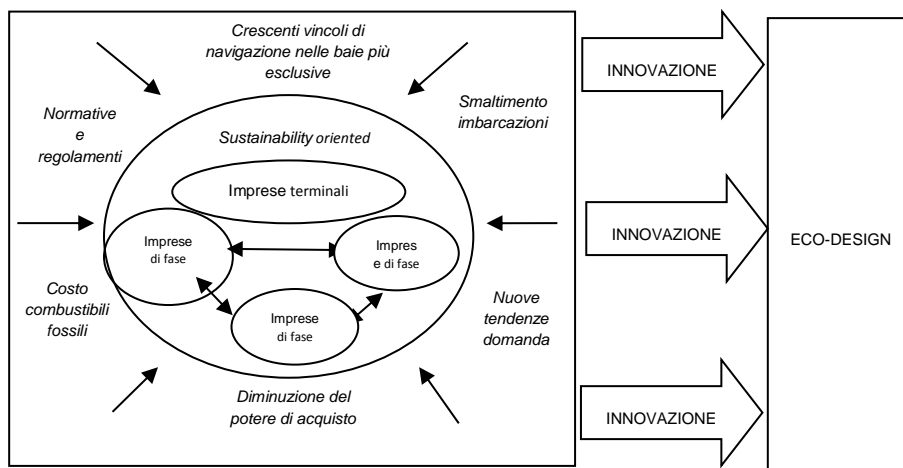 Crescenti vincoli di
navigazione nelle baie più
esclusive
Normative
e
regolamenti
Smaltimento
imbarcazioni
Sustainability oriented
Imprese terminali
Imprese
di fase
Impres
e di fase
Imprese
di fase
Costo
combustibili
fossili
Nuove
tendenze
domanda
Diminuzione del
potere di acquisto
INNOVAZIONE
INNOVAZIONE
INNOVAZIONE
ECO-DESIGN